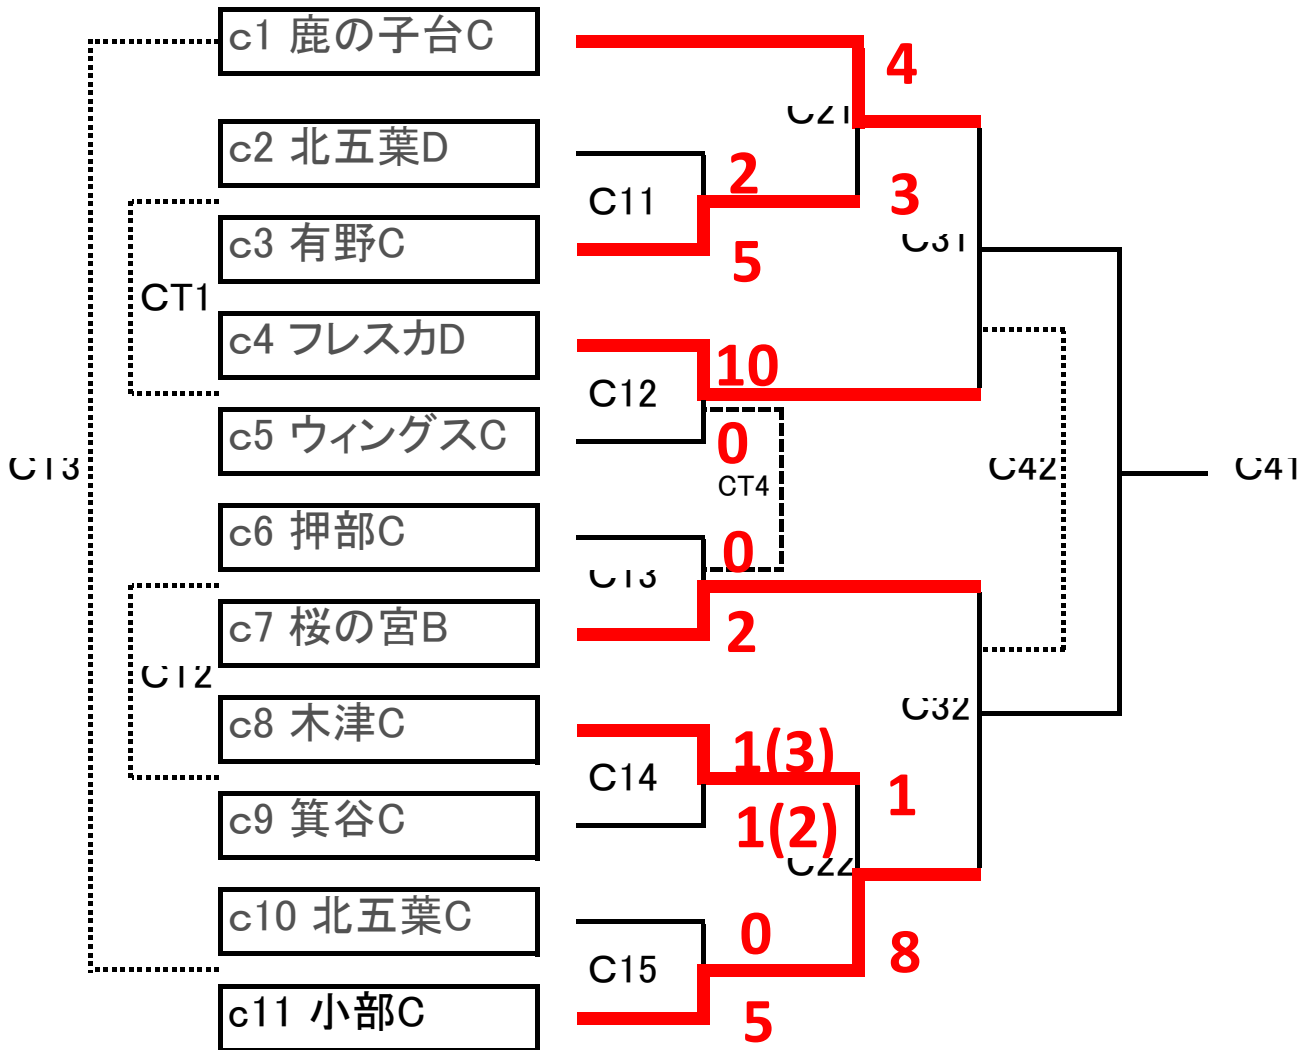 c1 鹿の子台C
4
C21
c2 北五葉D
2
C11
3
c3 有野C
5
C31
CT1
c4 フレスカD
10
C12
c5 ウィングスC
0
CT3
C42
C41
CT4
c6 押部C
0
C13
c7 桜の宮B
2
CT2
C32
c8 木津C
1(3)
C14
1
c9 箕谷C
1(2)
C22
c10 北五葉C
0
8
C15
c11 小部C
5